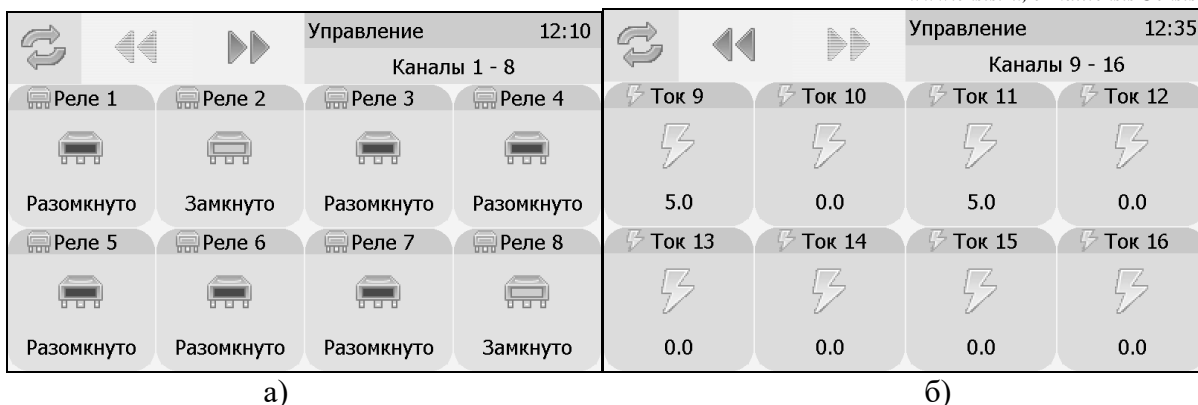 Управление 12:10
Каналы 1 - 8
Реле 1 Реле 2 Реле 3 Реле 4
Разомкнуто Замкнуто Разомкнуто Разомкнуто
Реле 5 Реле 6 Реле 7 Реле 8
Разомкнуто Разомкнуто Разомкнуто Замкнуто
а)
Управление 12:35
Каналы 9 - 16
Ток 9 Ток 10 Ток 11 Ток 12
5.0 0.0 5.0 0.0
Ток 13 Ток 14 Ток 15 Ток 16
0.0 0.0 0.0 0.0
б)